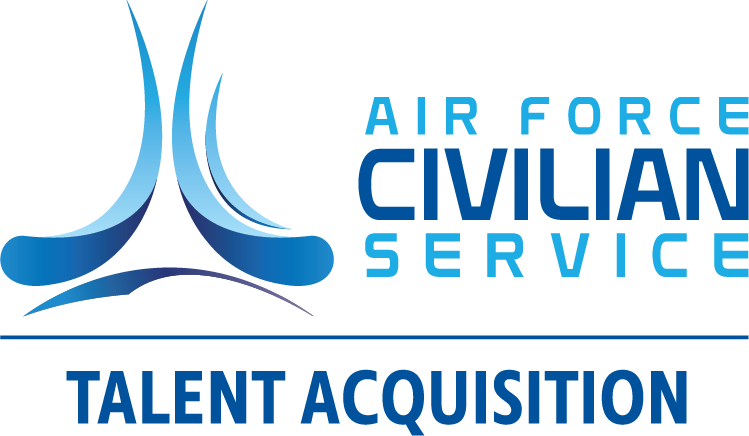 AIR FORCE
CIVILIAN
SERVICE
TALENT ACQUISITION